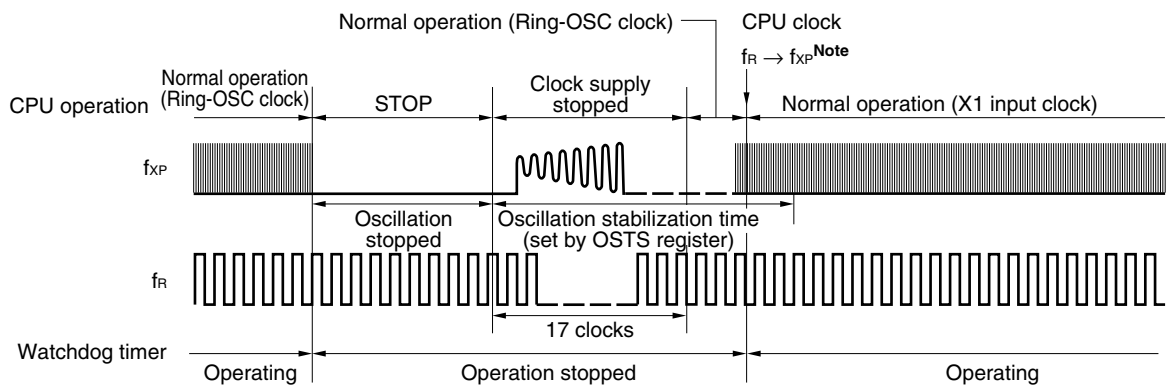 Normal operation (Ring-OSC clock)
CPU clock
fR → fXPNote
Normal operation
(Ring-OSC clock)
CPU operation
STOP
Clock supply
stopped
Normal operation (X1 input clock)
fXP
Oscillation
stopped
Oscillation stabilization time
(set by OSTS register)
fR
17 clocks
Watchdog timer
Operating
Operation stopped
Operating